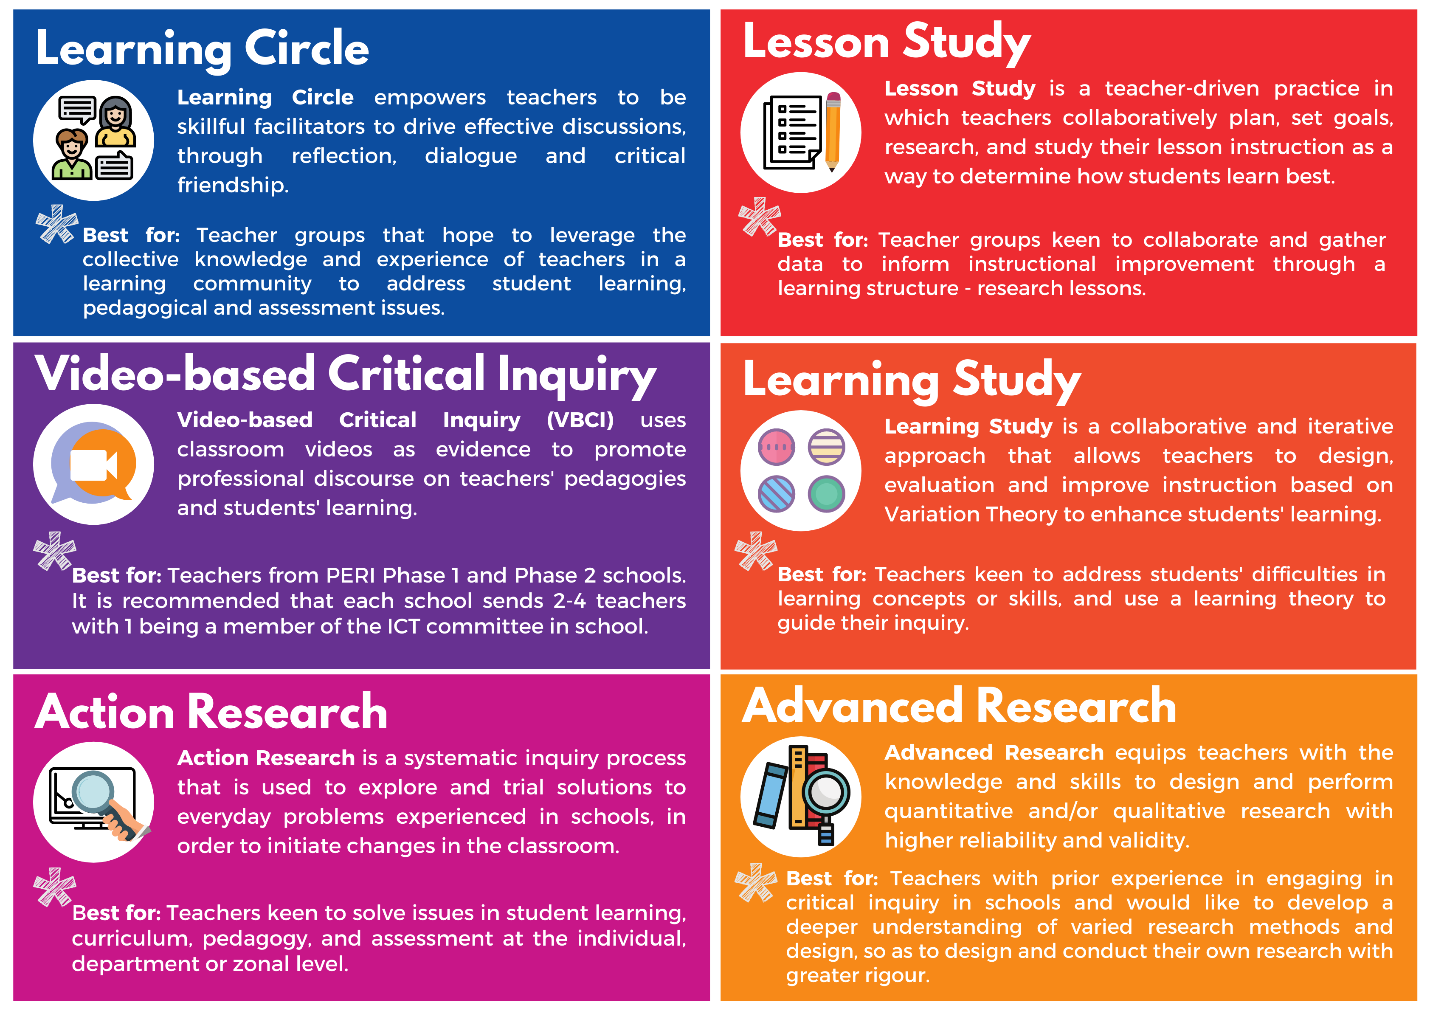 Learning Circle
Learning Circle empowers teachers to be
skillful facilitators to drive effective discussions,
through reflection, dialogue and critical
friendship.
Best for: Teacher groups that hope to leverage the
collective knowledge and experience of teachers in a
learning community to address student learning,
pedagogical and assessment issues.
Lesson Study
Lesson Study is a teacher-driven practice in
which teachers collaboratively plan, set goals,
research, and study their lesson instruction as a
way to determine how students learn best.
Best for: Teacher groups keen to collaborate and gather
data to inform instructional improvement through a
learning structure - research lessons.
Video-based Critical Inquiry
Video-based Critical Inquiry (VBCI) uses
classroom videos as evidence to promote
professional discourse on teachers' pedagogies
and students' learning.
Best for: Teachers from PERI Phase 1 and Phase 2 schools.
It is recommended that each school sends 2-4 teachers
with 1 being a member of the ICT committee in school.
Learning Study
Learning Study is a collaborative and iterative
approach that allows teachers to design,
evaluation and improve instruction based on
Variation Theory to enhance students' learning.
Best for: Teachers keen to address students' difficulties in
learning concepts or skills, and use a learning theory to
guide their inquiry.
Action Research
Action Research is a systematic inquiry process
that is used to explore and trial solutions to
everyday problems experienced in schools, in
order to initiate changes in the classroom.
Best for: Teachers keen to solve issues in student learning,
curriculum, pedagogy, and assessment at the individual,
department or zonal level.
Advanced Research
Advanced Research equips teachers with the
knowledge and skills to design and perform
quantitative and/or qualitative research with
higher reliability and validity.
Best for: Teachers with prior experience in engaging in
critical inquiry in schools and would like to develop a
deeper understanding of varied research methods and
design, so as to design and conduct their own research with
greater rigour.